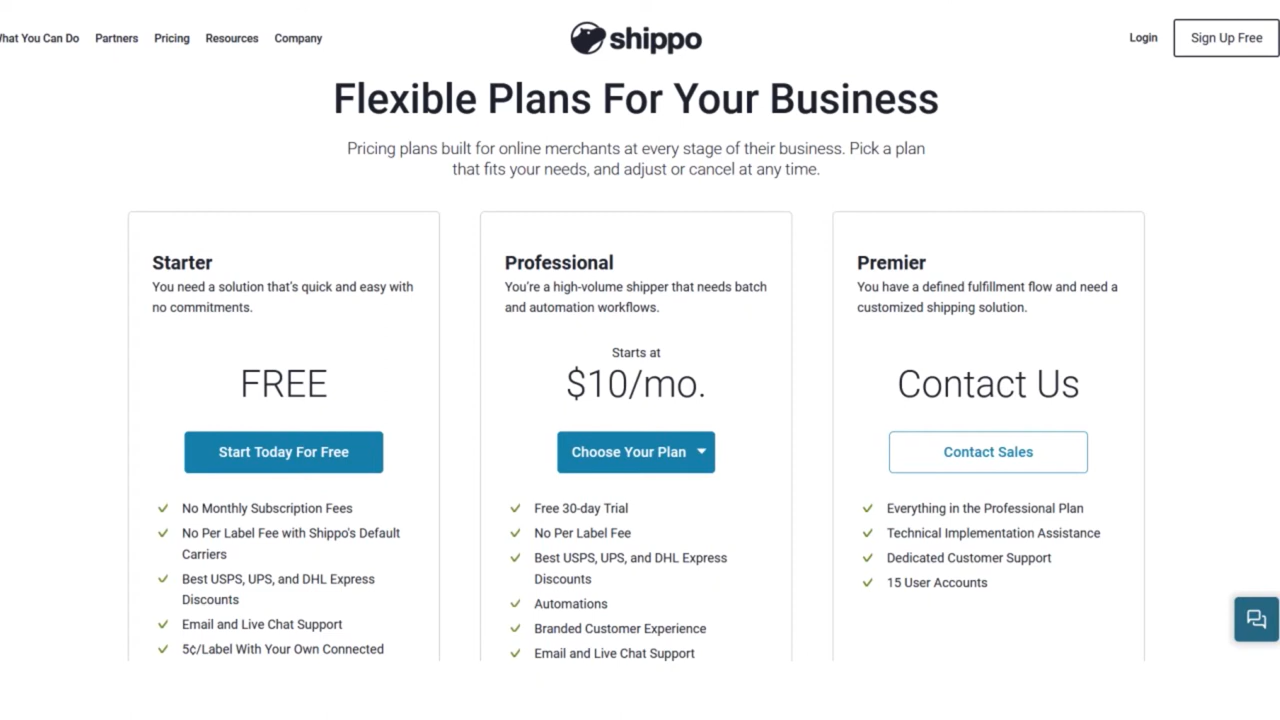 What You Can Do Partners Pricing Resources Company shippo Login Sign Up Free
Flexible Plans For Your Business
Pricing plans built for online merchants at every stage of their business. Pick a plan
that fits your needs, and adjust or cancel at any time.
Starter
You need a solution that's quick and easy with
no commitments.
FREE
Start Today For Free
No Monthly Subscription Fees
No Per Label Fee with Shippo's Default
Carriers
Best USPS, UPS, and DHL Express
Discounts
Email and Live Chat Support
5¢/Label With Your Own Connected
Professional
You're a high-volume shipper that needs batch
and automation workflows.
Starts at
$10/mo.
Choose Your Plan
Free 30-day Trial
No Per Label Fee
Best USPS, UPS, and DHL Express
Discounts
Automations
Branded Customer Experience
Email and Live Chat Support
Premier
You have a defined fulfillment flow and need a
customized shipping solution.
Contact Us
Contact Sales
Everything in the Professional Plan
Technical Implementation Assistance
Dedicated Customer Support
15 User Accounts